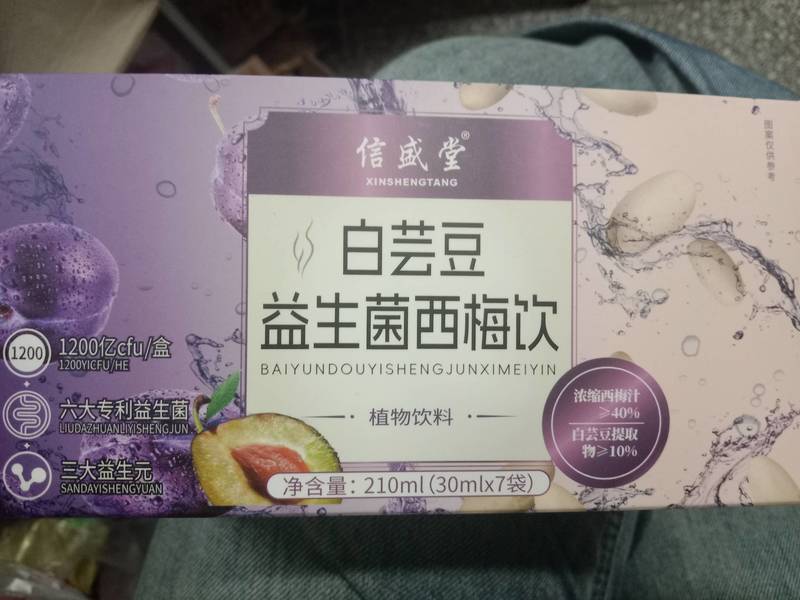 信盛堂®
XINSHENGTANG
图案仅供参考
白芸豆
益生菌西梅饮
BAIYUNDOUYISHENGJUNXIMEIYIN
植物饮料
1200
1200亿cfu/盒
1200YICFU/HE
六大专利益生菌
LIUDAZHUANLIYISHENGJUN
三大益生元
SANDAYISHENGYUAN
浓缩西梅汁
≥40%
白芸豆提取
物≥10%
净含量：210ml（30mlx7袋）